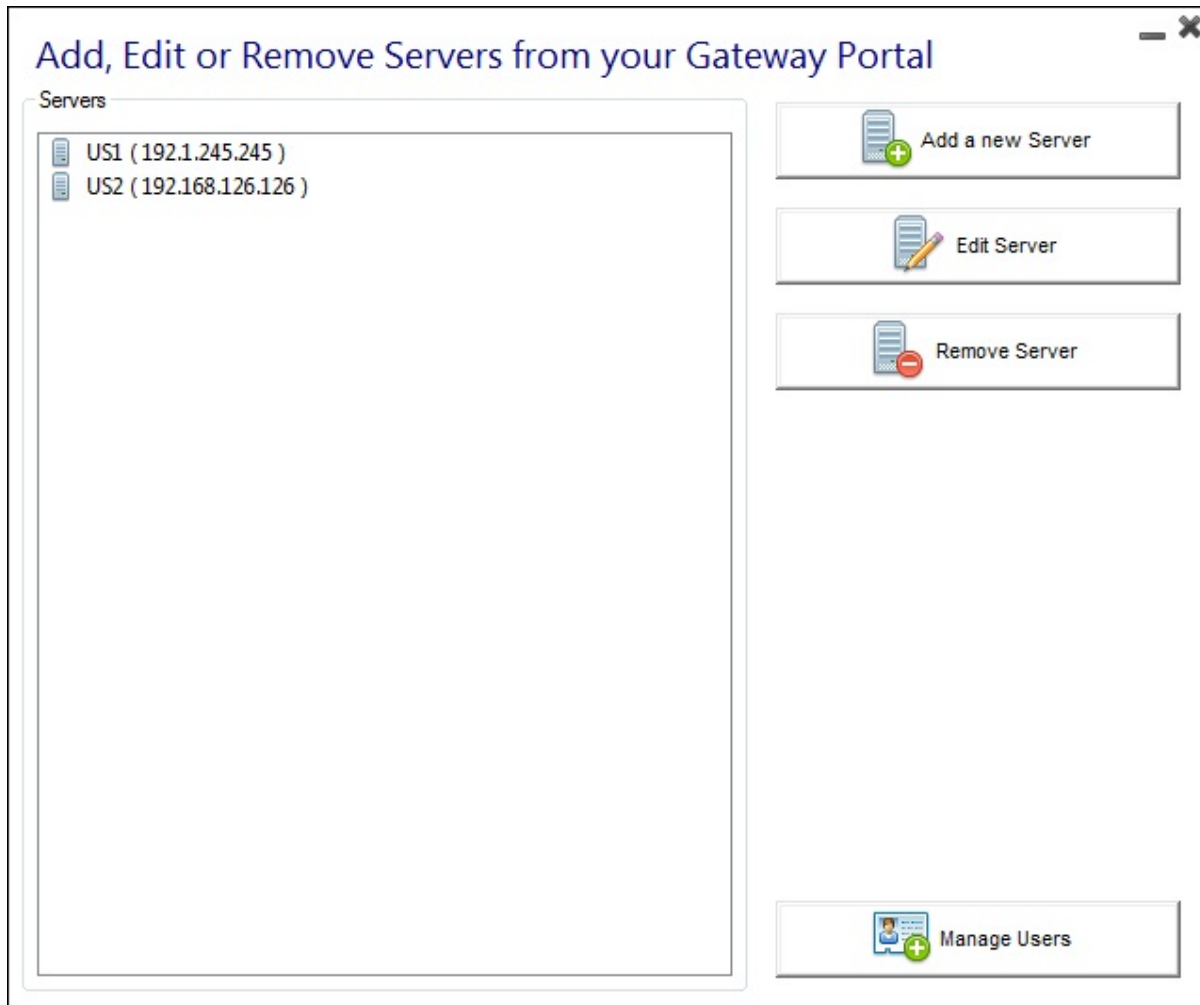 Add, Edit or Remove Servers from your Gateway Portal
Servers
US1 ( 192.1.245.245 )
US2 ( 192.168.126.126 )
Add a new Server
Edit Server
Remove Server
Manage Users